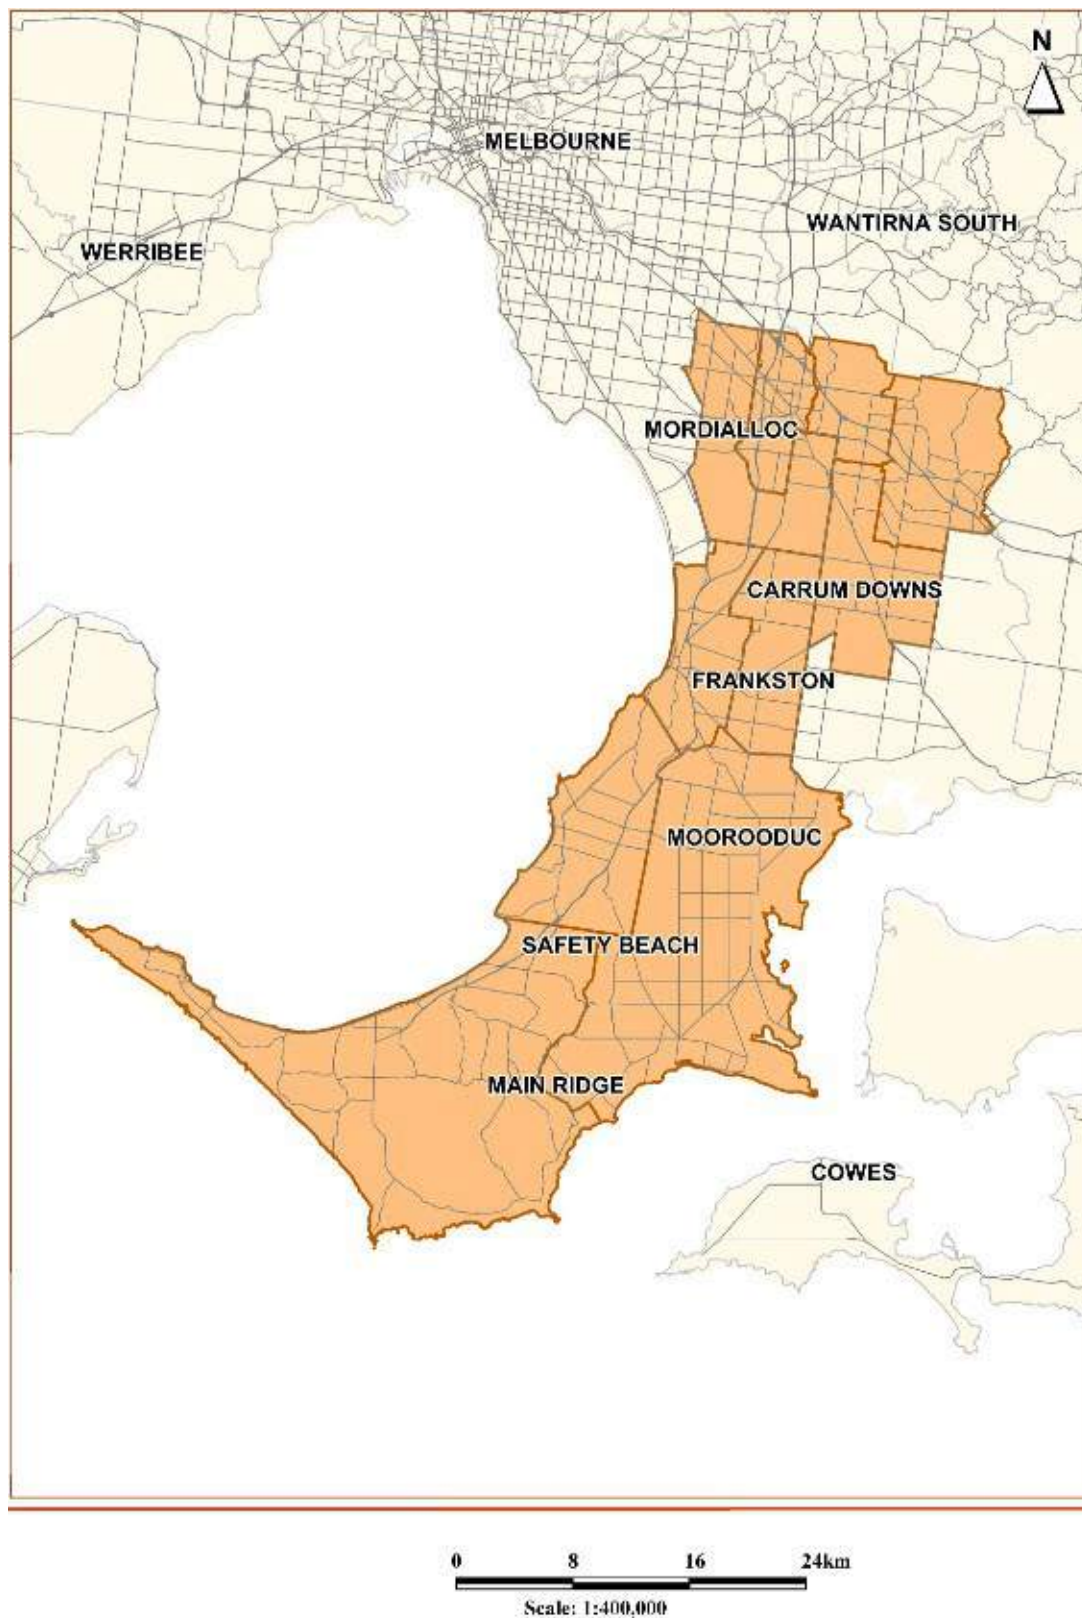 N
MELBOURNE
WANTIRNA SOUTH
WERRIBEE
MORDIALLOC
CARRUM DOWNS
FRANKSTON
MOOROODUC
SAFETY BEACH
MAIN RIDGE
COWES
0 8 16 24km
Scale: 1:400,000